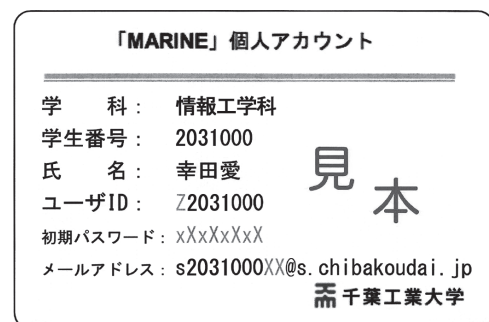 「MARINE」個人アカウント
学　　科： 情報工学科
学生番号： 2031000
氏　　名： 幸田愛
ユーザID： Z2031000
初期パスワード： xXxXxXxX
メールアドレス： s2031000XX@s.chibakoudai.jp
見本
千葉工業大学